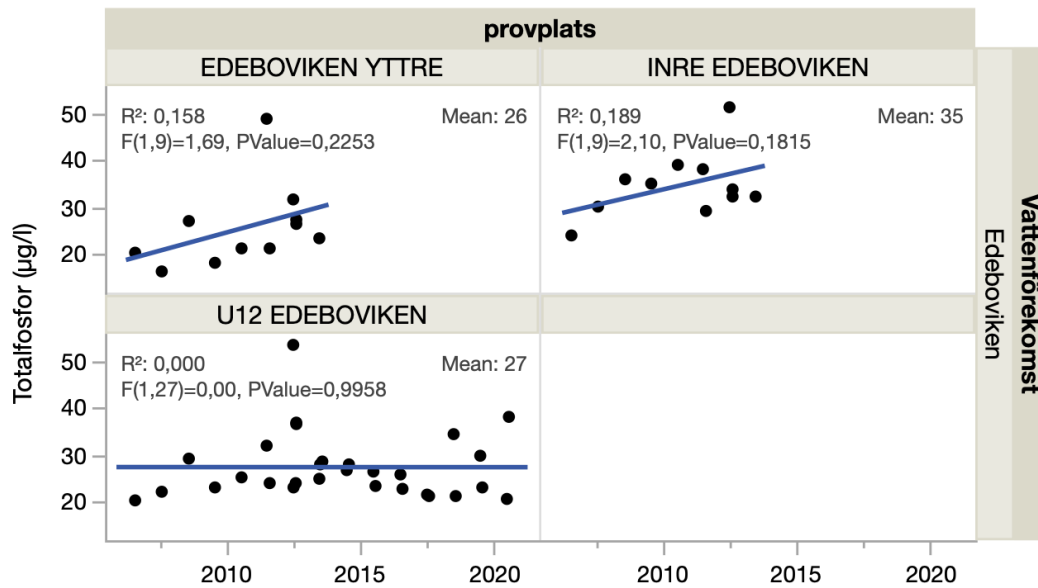 provplats
EDEBOVIKEN YTTRE
INRE EDEBOVIKEN
R²: 0,158
Mean: 26
F(1,9)=1,69, PValue=0,2253
R²: 0,189
Mean: 35
F(1,9)=2,10, PValue=0,1815
50
40
30
20
U12 EDEBOVIKEN
R²: 0,000
Mean: 27
F(1,27)=0,00, PValue=0,9958
50
40
30
20
2010
2015
2020
2010
2015
2020
Totalfosfor (µg/l)
Edeboviken
Vattenförekomst